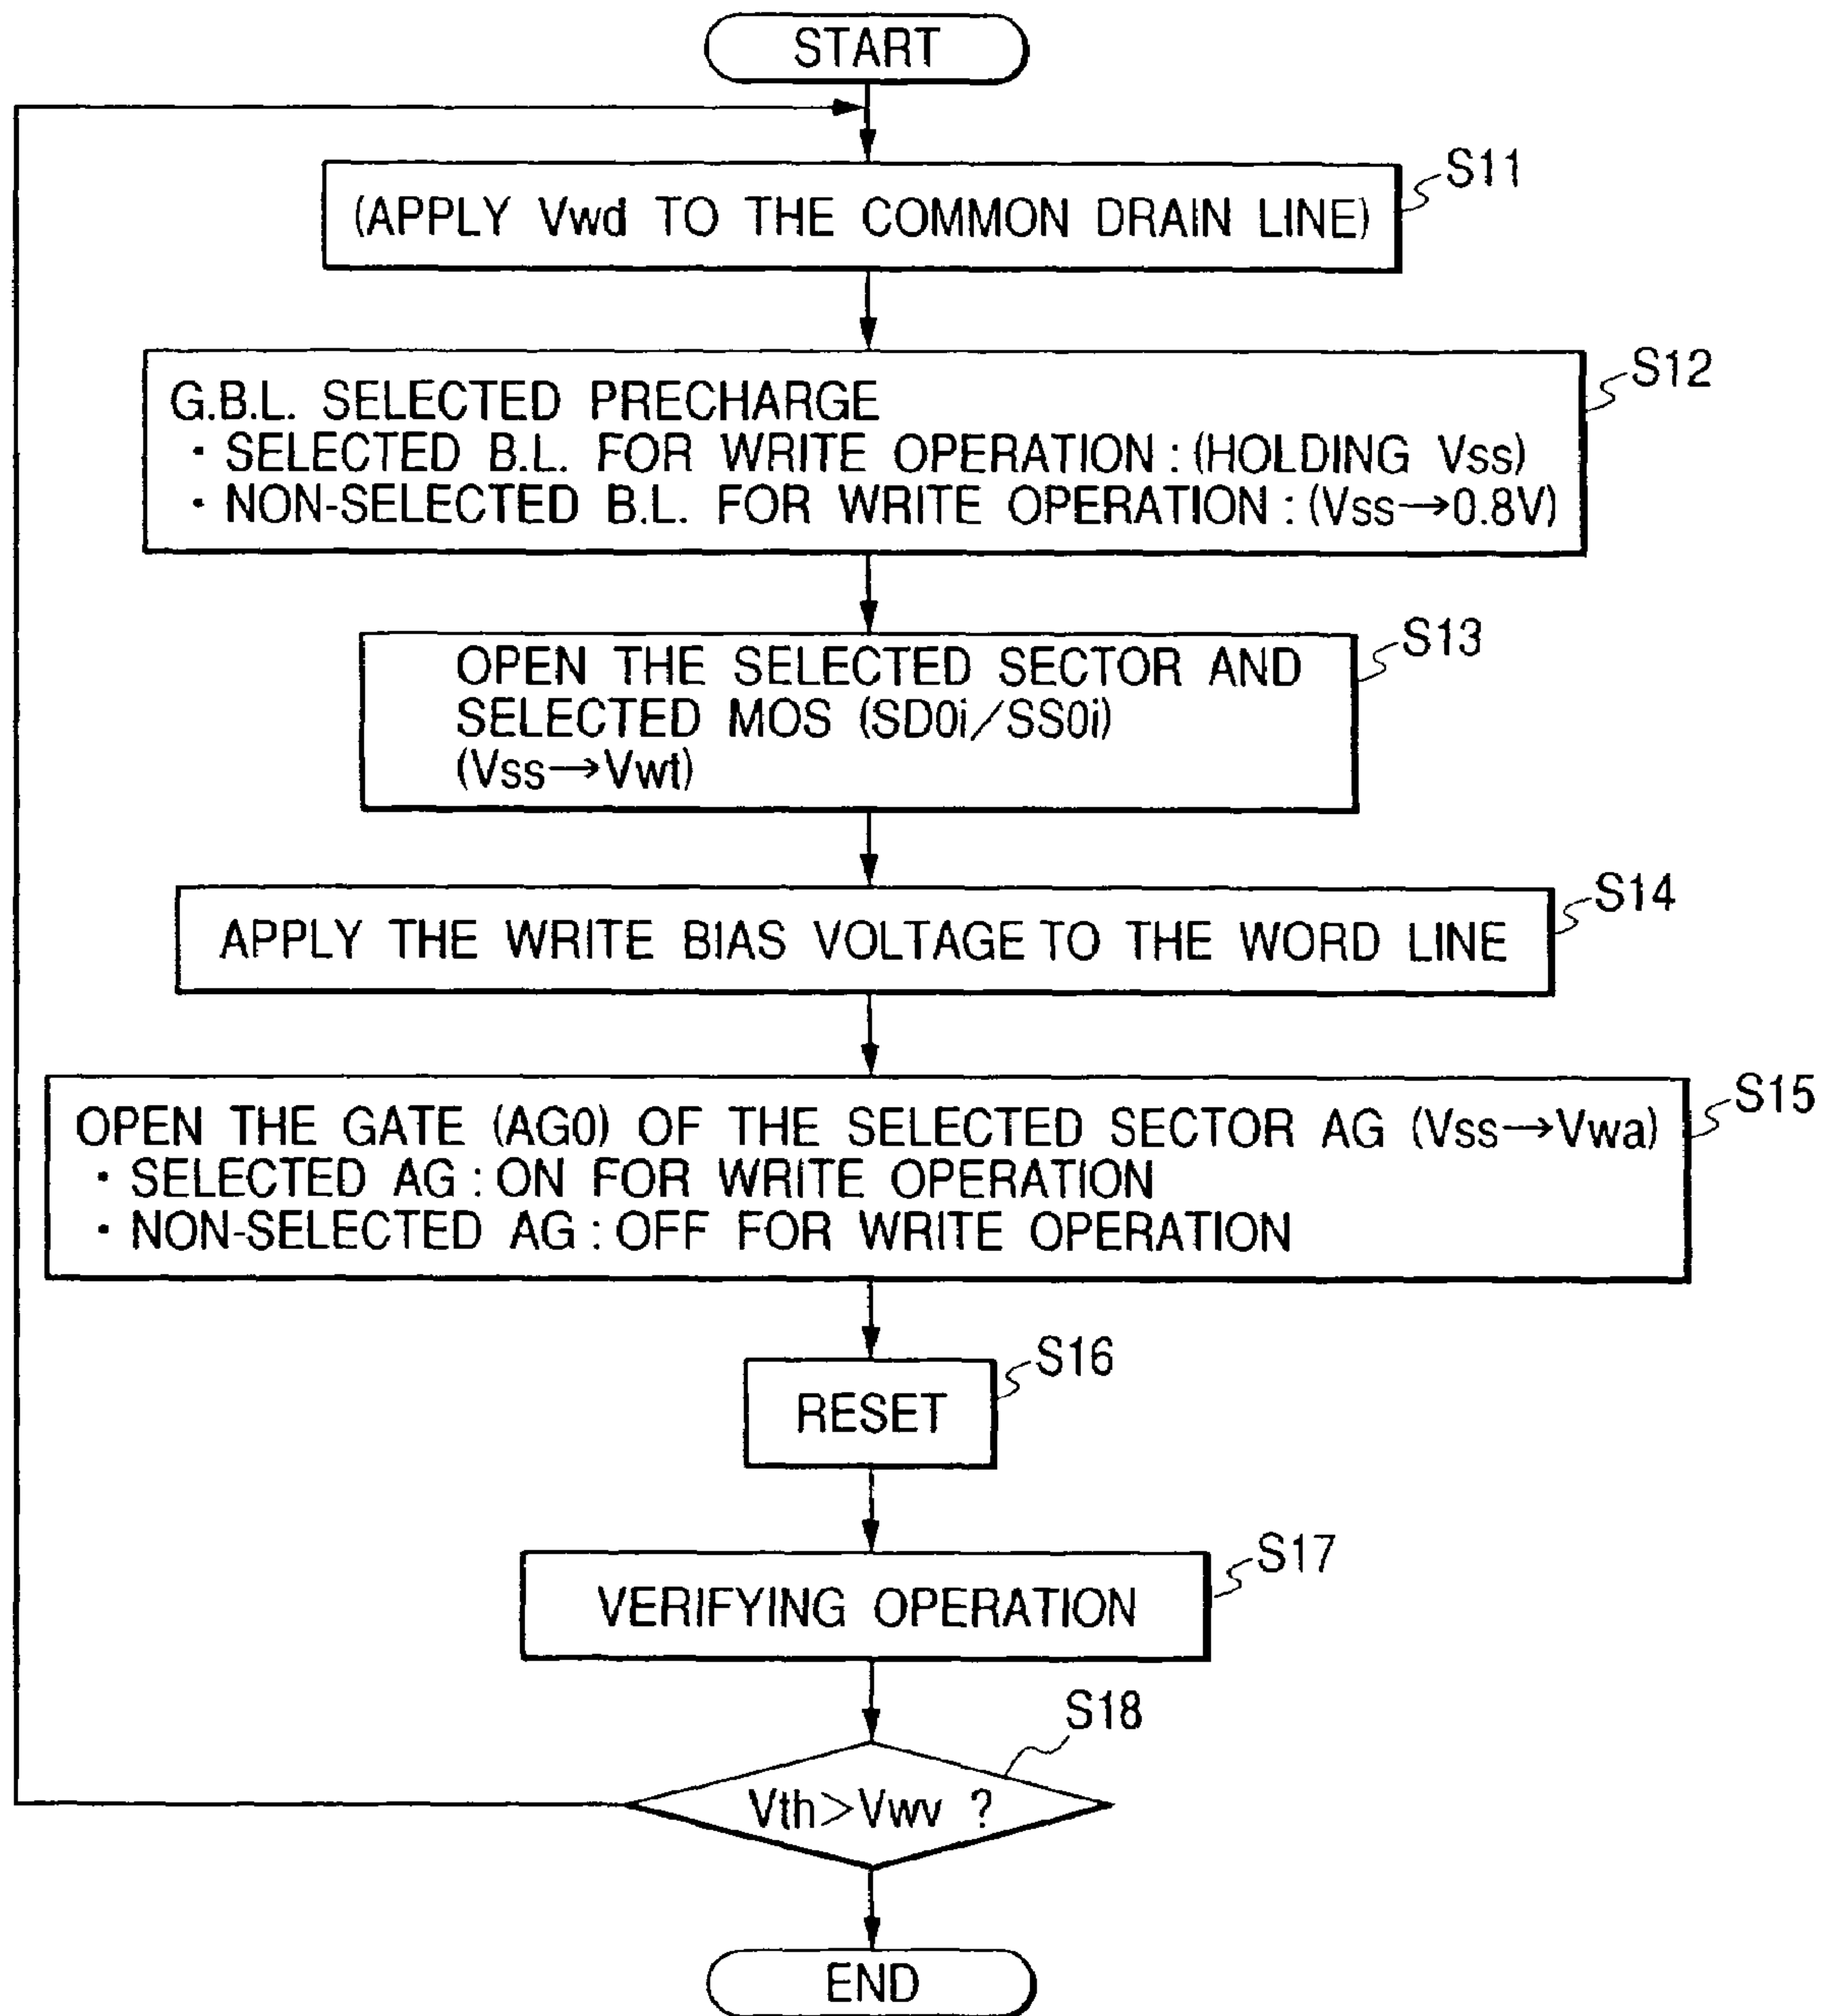 START
S11
(APPLY Vwd TO THE COMMON DRAIN LINE)
S12
G.B.L. SELECTED PRECHARGE
・SELECTED B.L. FOR WRITE OPERATION : (HOLDING Vss)
・NON-SELECTED B.L. FOR WRITE OPERATION : (Vss→0.8V)
S13
OPEN THE SELECTED SECTOR AND
SELECTED MOS (SD0i/SS0i)
(Vss→Vwt)
S14
APPLY THE WRITE BIAS VOLTAGE TO THE WORD LINE
S15
OPEN THE GATE (AG0) OF THE SELECTED SECTOR AG (Vss→Vwa)
・SELECTED AG : ON FOR WRITE OPERATION
・NON-SELECTED AG : OFF FOR WRITE OPERATION
S16
RESET
S17
VERIFYING OPERATION
S18
Vth>Vwv ?
END